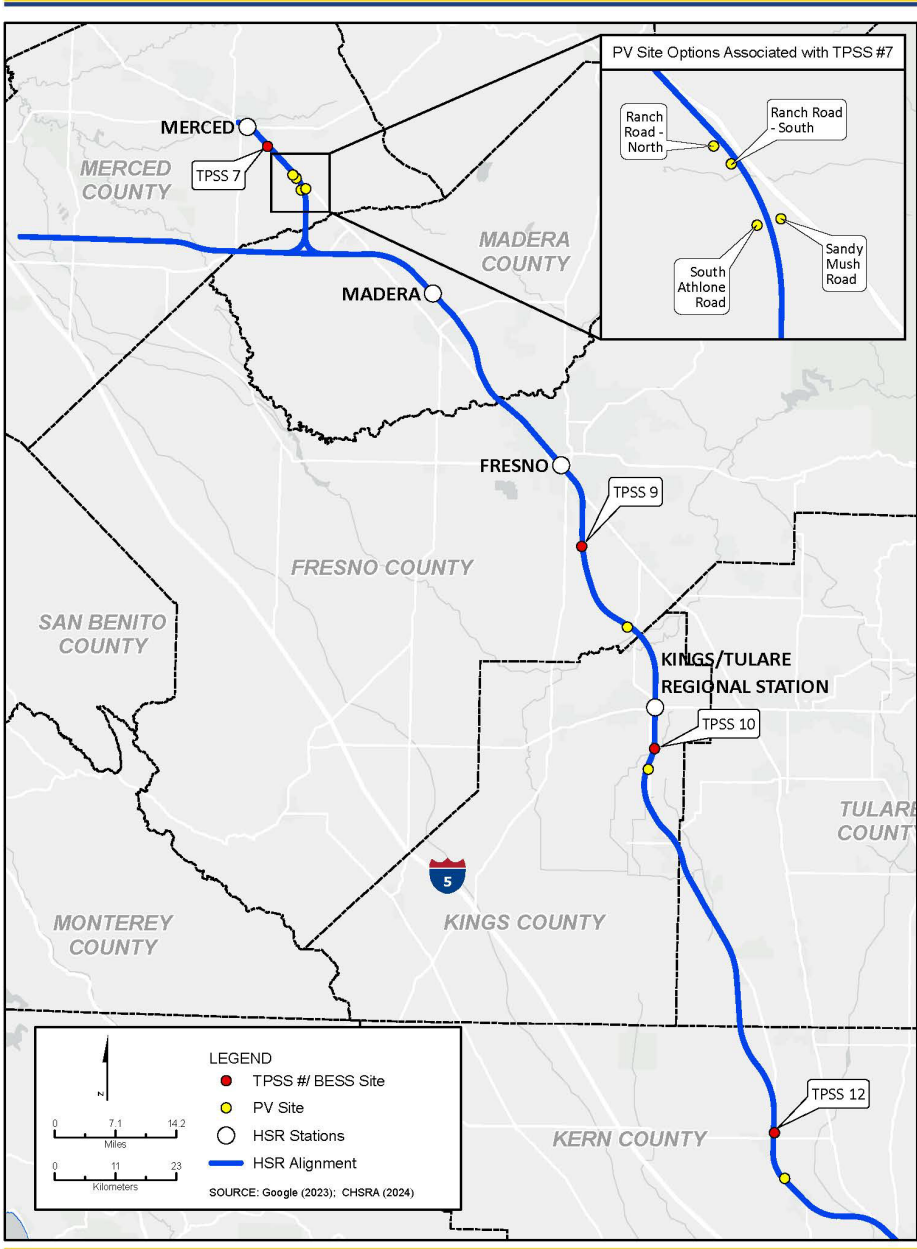 PV Site Options Associated with TPSS #7
Ranch
Road -
North
Ranch Road
- South
South
Athlone
Road
Sandy
Mush
Road
MERCED
TPSS 7
MERCED
COUNTY
MADERA
COUNTY
MADERA
FRESNO
TPSS 9
FRESNO COUNTY
SAN BENITO
COUNTY
KINGS/TULARE
REGIONAL STATION
TPSS 10
TULARE
COUNT
5
KINGS COUNTY
MONTEREY
COUNTY
TPSS 12
KERN COUNTY
N
0 7.1 14.2
Miles
0 11 23
Kilometers
LEGEND
TPSS #/ BESS Site
PV Site
HSR Stations
HSR Alignment
SOURCE: Google (2023); CHSRA (2024)